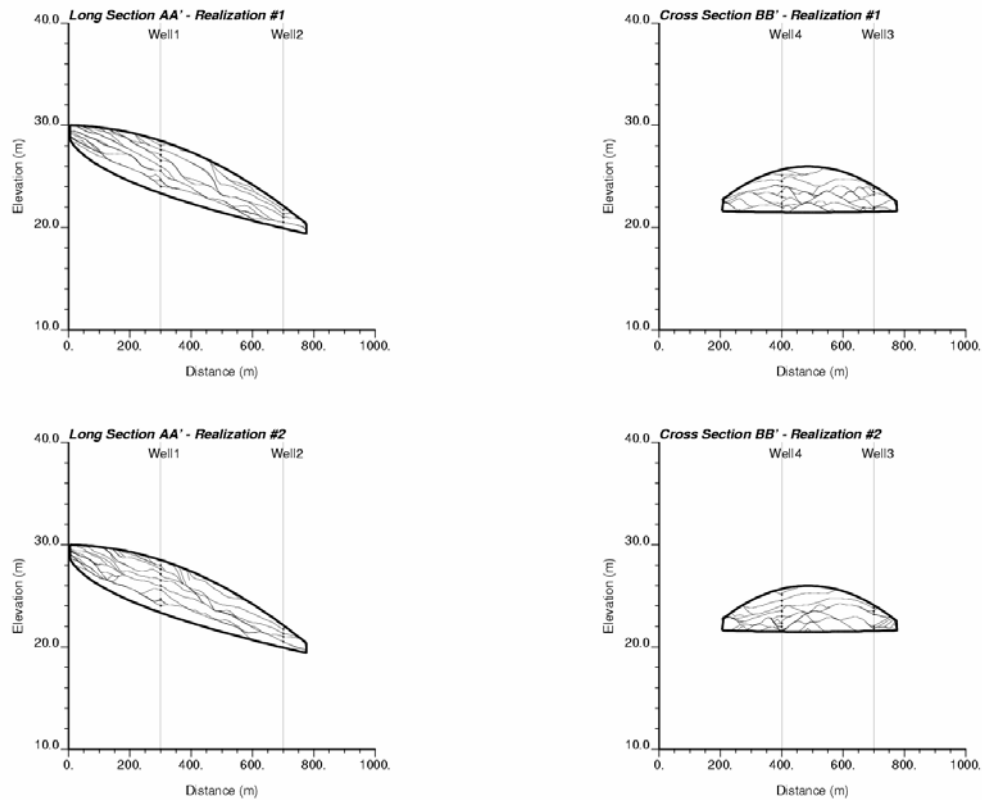 Long Section AA' - Realization #1
Well1 Well2
40.0
30.0
20.0
10.0
Elevation (m)
0. 200. 400. 600. 800. 1000.
Distance (m)
Cross Section BB' - Realization #1
Well4 Well3
40.0
30.0
20.0
10.0
Elevation (m)
0. 200. 400. 600. 800. 1000.
Distance (m)
Long Section AA' - Realization #2
Well1 Well2
40.0
30.0
20.0
10.0
Elevation (m)
0. 200. 400. 600. 800. 1000.
Distance (m)
Cross Section BB' - Realization #2
Well4 Well3
40.0
30.0
20.0
10.0
Elevation (m)
0. 200. 400. 600. 800. 1000.
Distance (m)